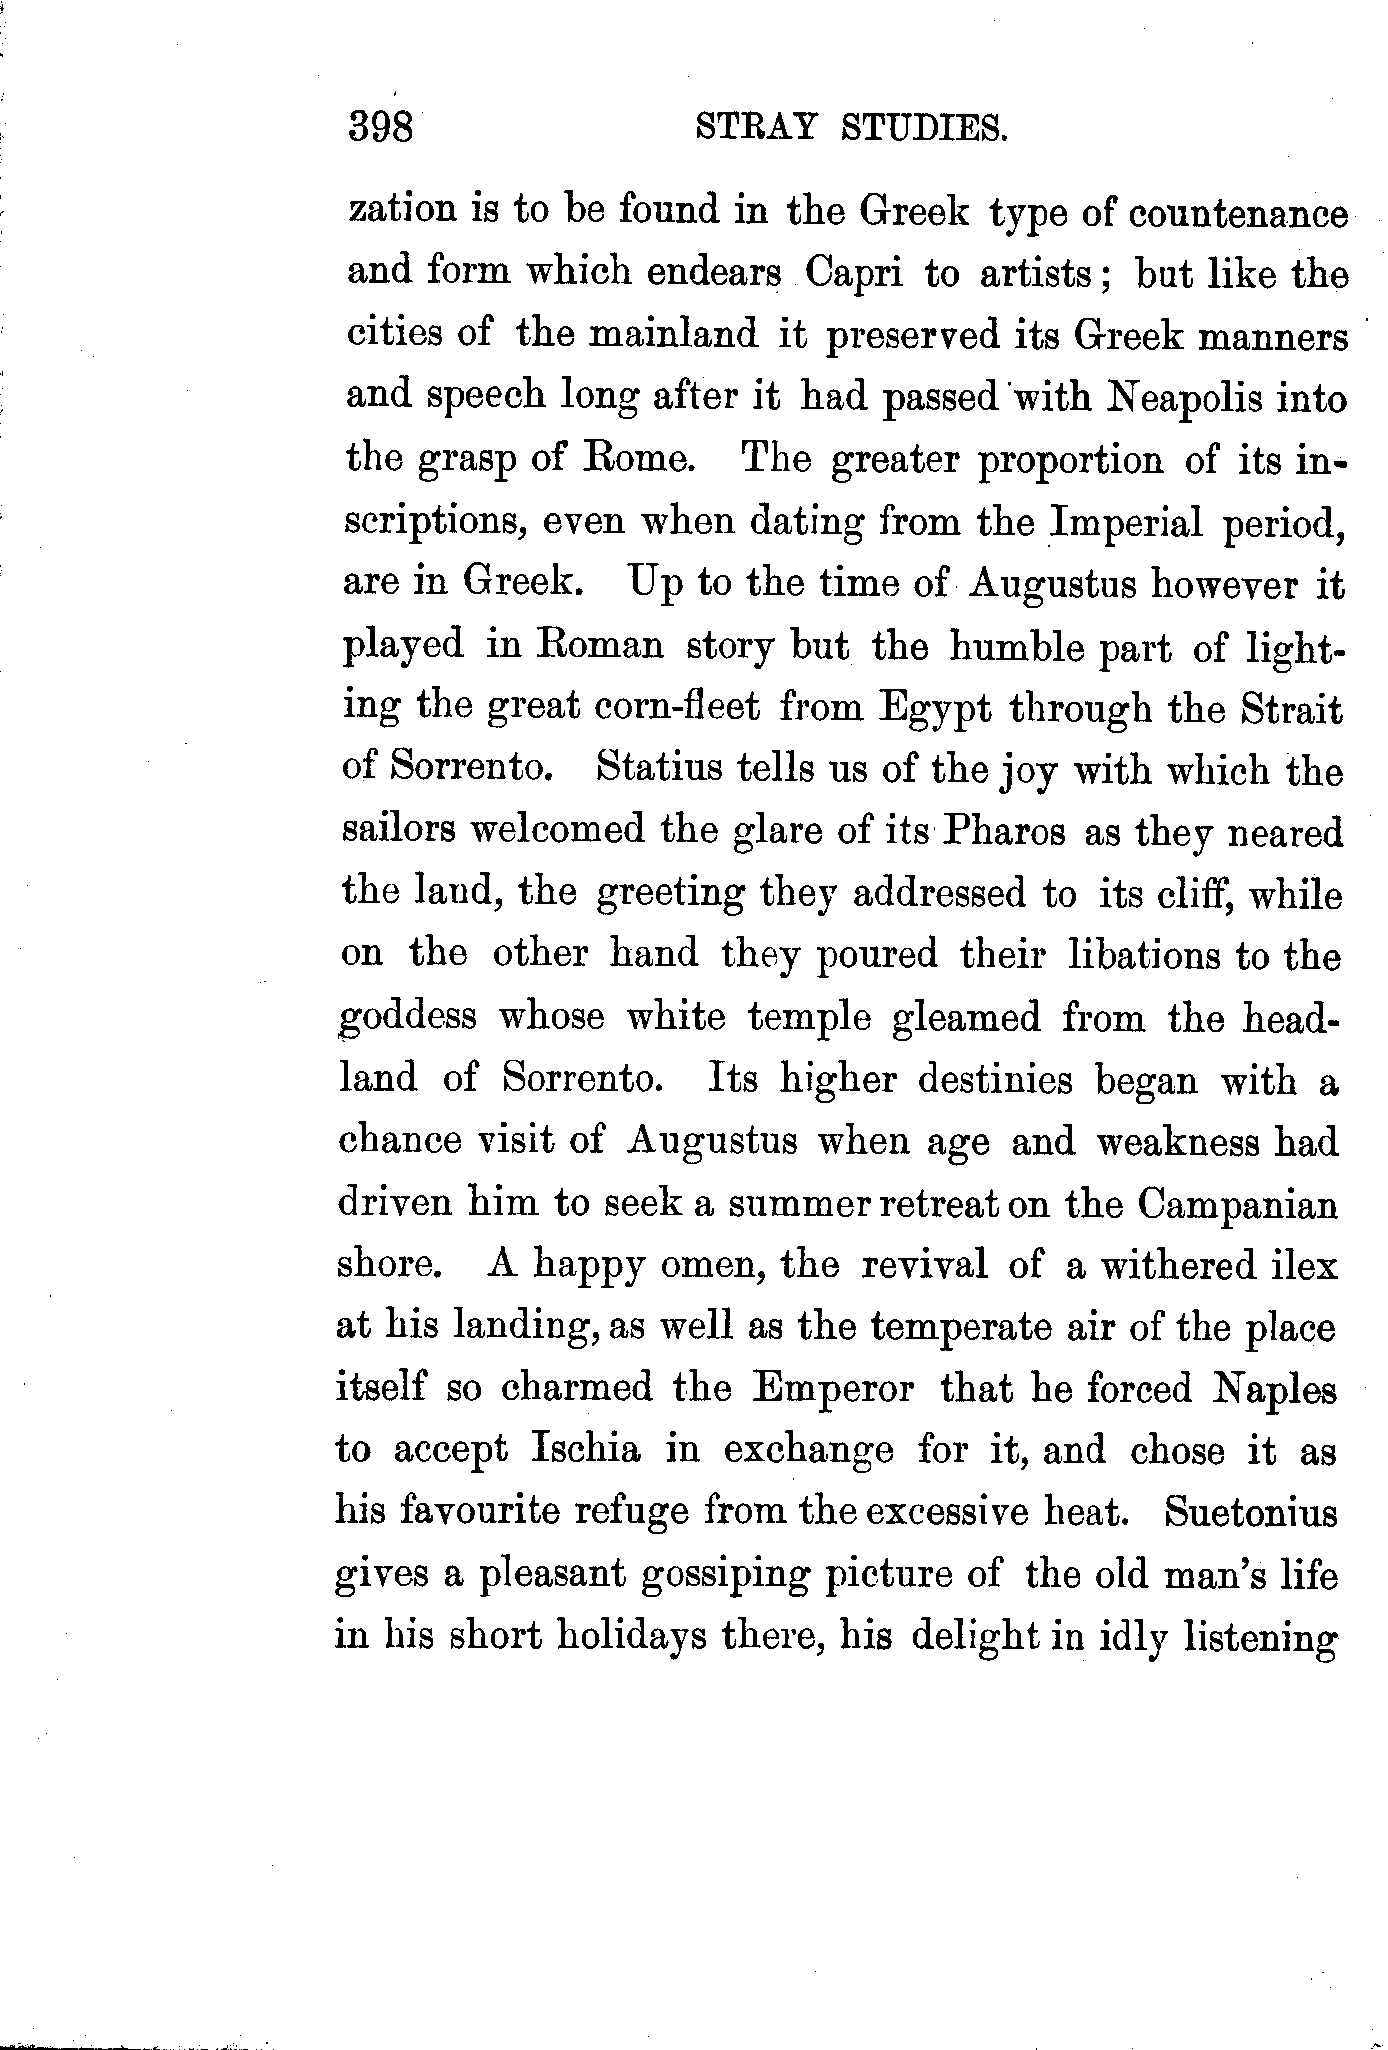 398 STRAY STUDIES.
zation is to be found in the Greek type of countenance
and form which endears Capri to artists; but like the
cities of the mainland it preserved its Greek manners
and speech long after it had passed with Neapolis into
the grasp of Rome. The greater proportion of its in-
scriptions, even when dating from the Imperial period,
are in Greek. Up to the time of Augustus however it
played in Roman story but the humble part of light-
ing the great corn-fleet from Egypt through the Strait
of Sorrento. Statius tells us of the joy with which the
sailors welcomed the glare of its Pharos as they neared
the land, the greeting they addressed to its cliff, while
on the other hand they poured their libations to the
goddess whose white temple gleamed from the head-
land of Sorrento. Its higher destinies began with a
chance visit of Augustus when age and weakness had
driven him to seek a summer retreat on the Campanian
shore. A happy omen, the revival of a withered ilex
at his landing, as well as the temperate air of the place
itself so charmed the Emperor that he forced Naples
to accept Ischia in exchange for it, and chose it as
his favourite refuge from the excessive heat. Suetonius
gives a pleasant gossiping picture of the old man's life
in his short holidays there, his delight in idly listening